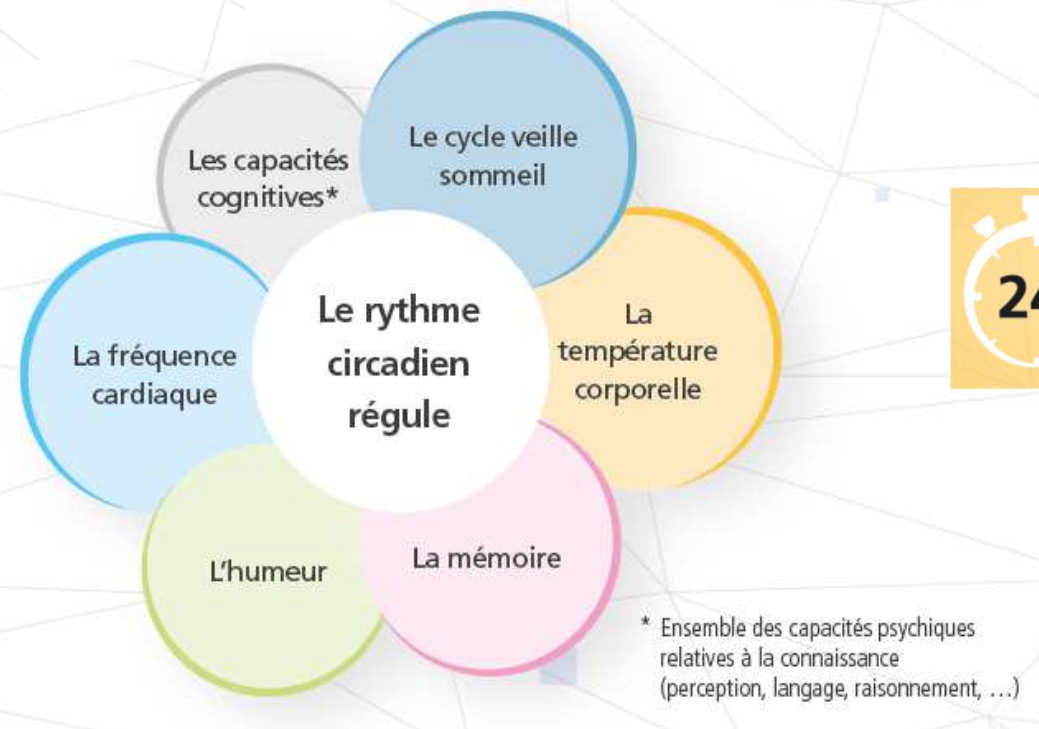 Le cycle veille
sommeil
Les capacités
cognitives*
Le rythme
circadien
régule
La
température
corporelle
La fréquence
cardiaque
L'humeur
La mémoire
24
* Ensemble des capacités psychiques
relatives à la connaissance
(perception, langage, raisonnement, …)